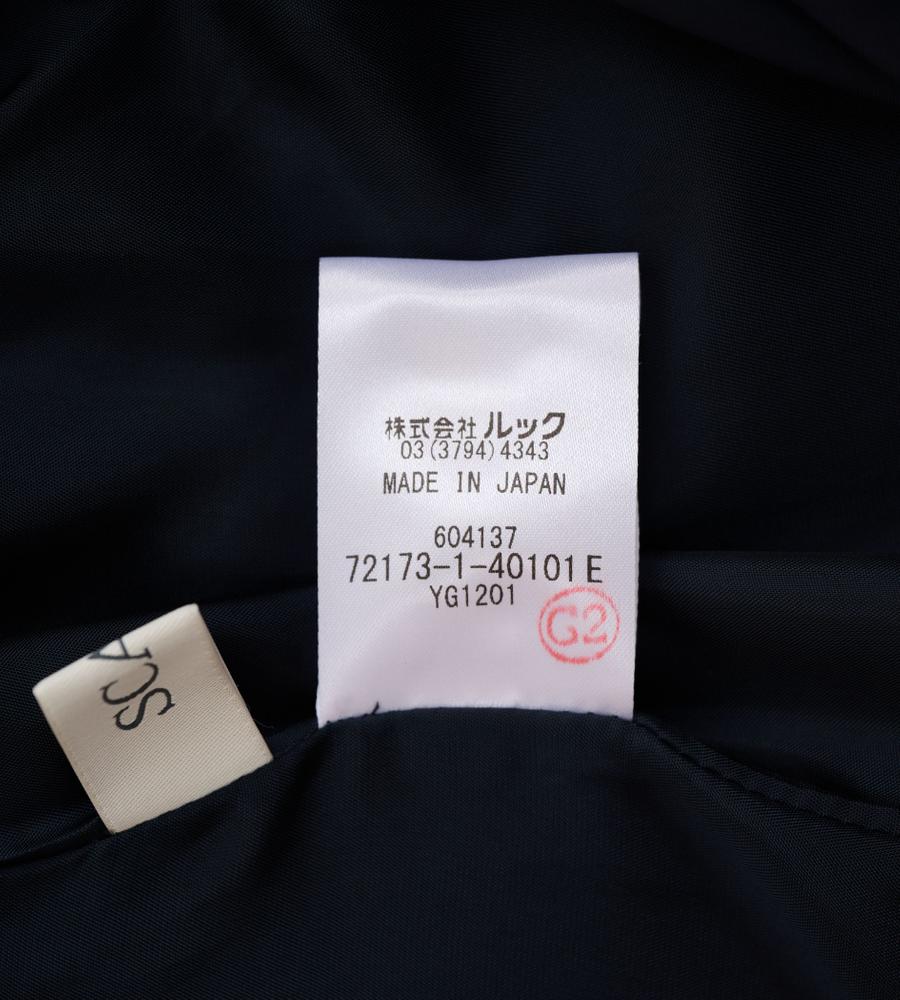 株式会社 ルック
03(3794)4343
MADE IN JAPAN
604137
72173-1-40101E
YG1201
G2
SCA